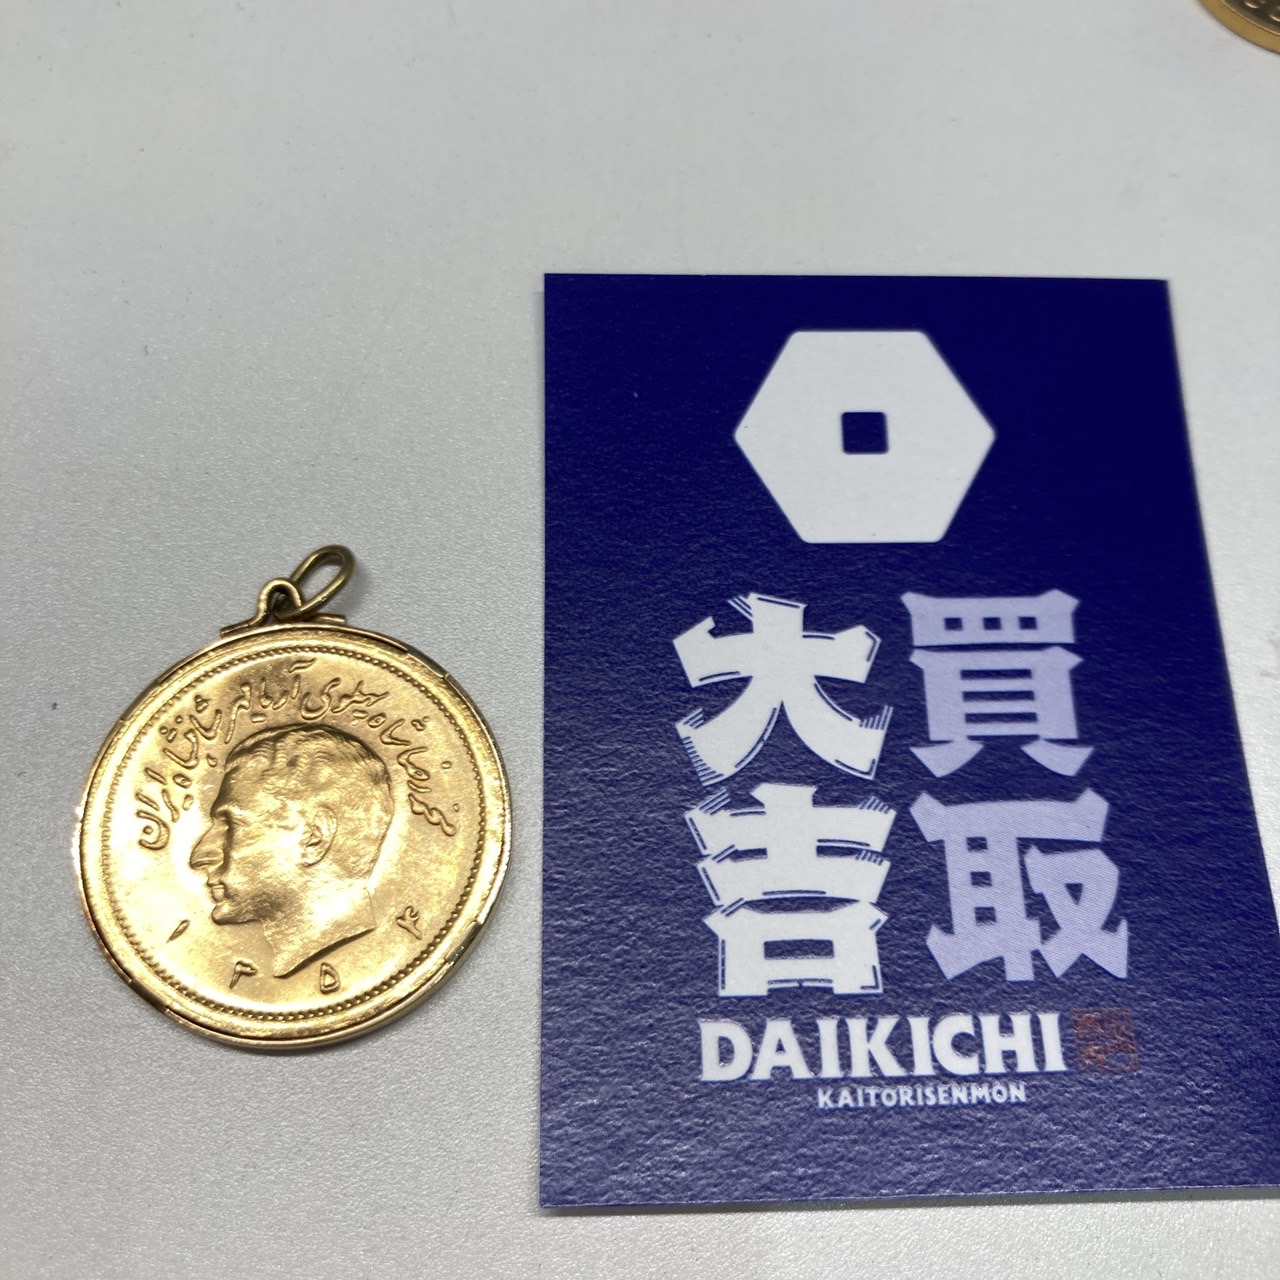 محمدرضا شاه پهلوی آریامهر شاهنشاه ایران
۱۳۵۴
買取
大吉
DAIKICHI
KAITORISENMON